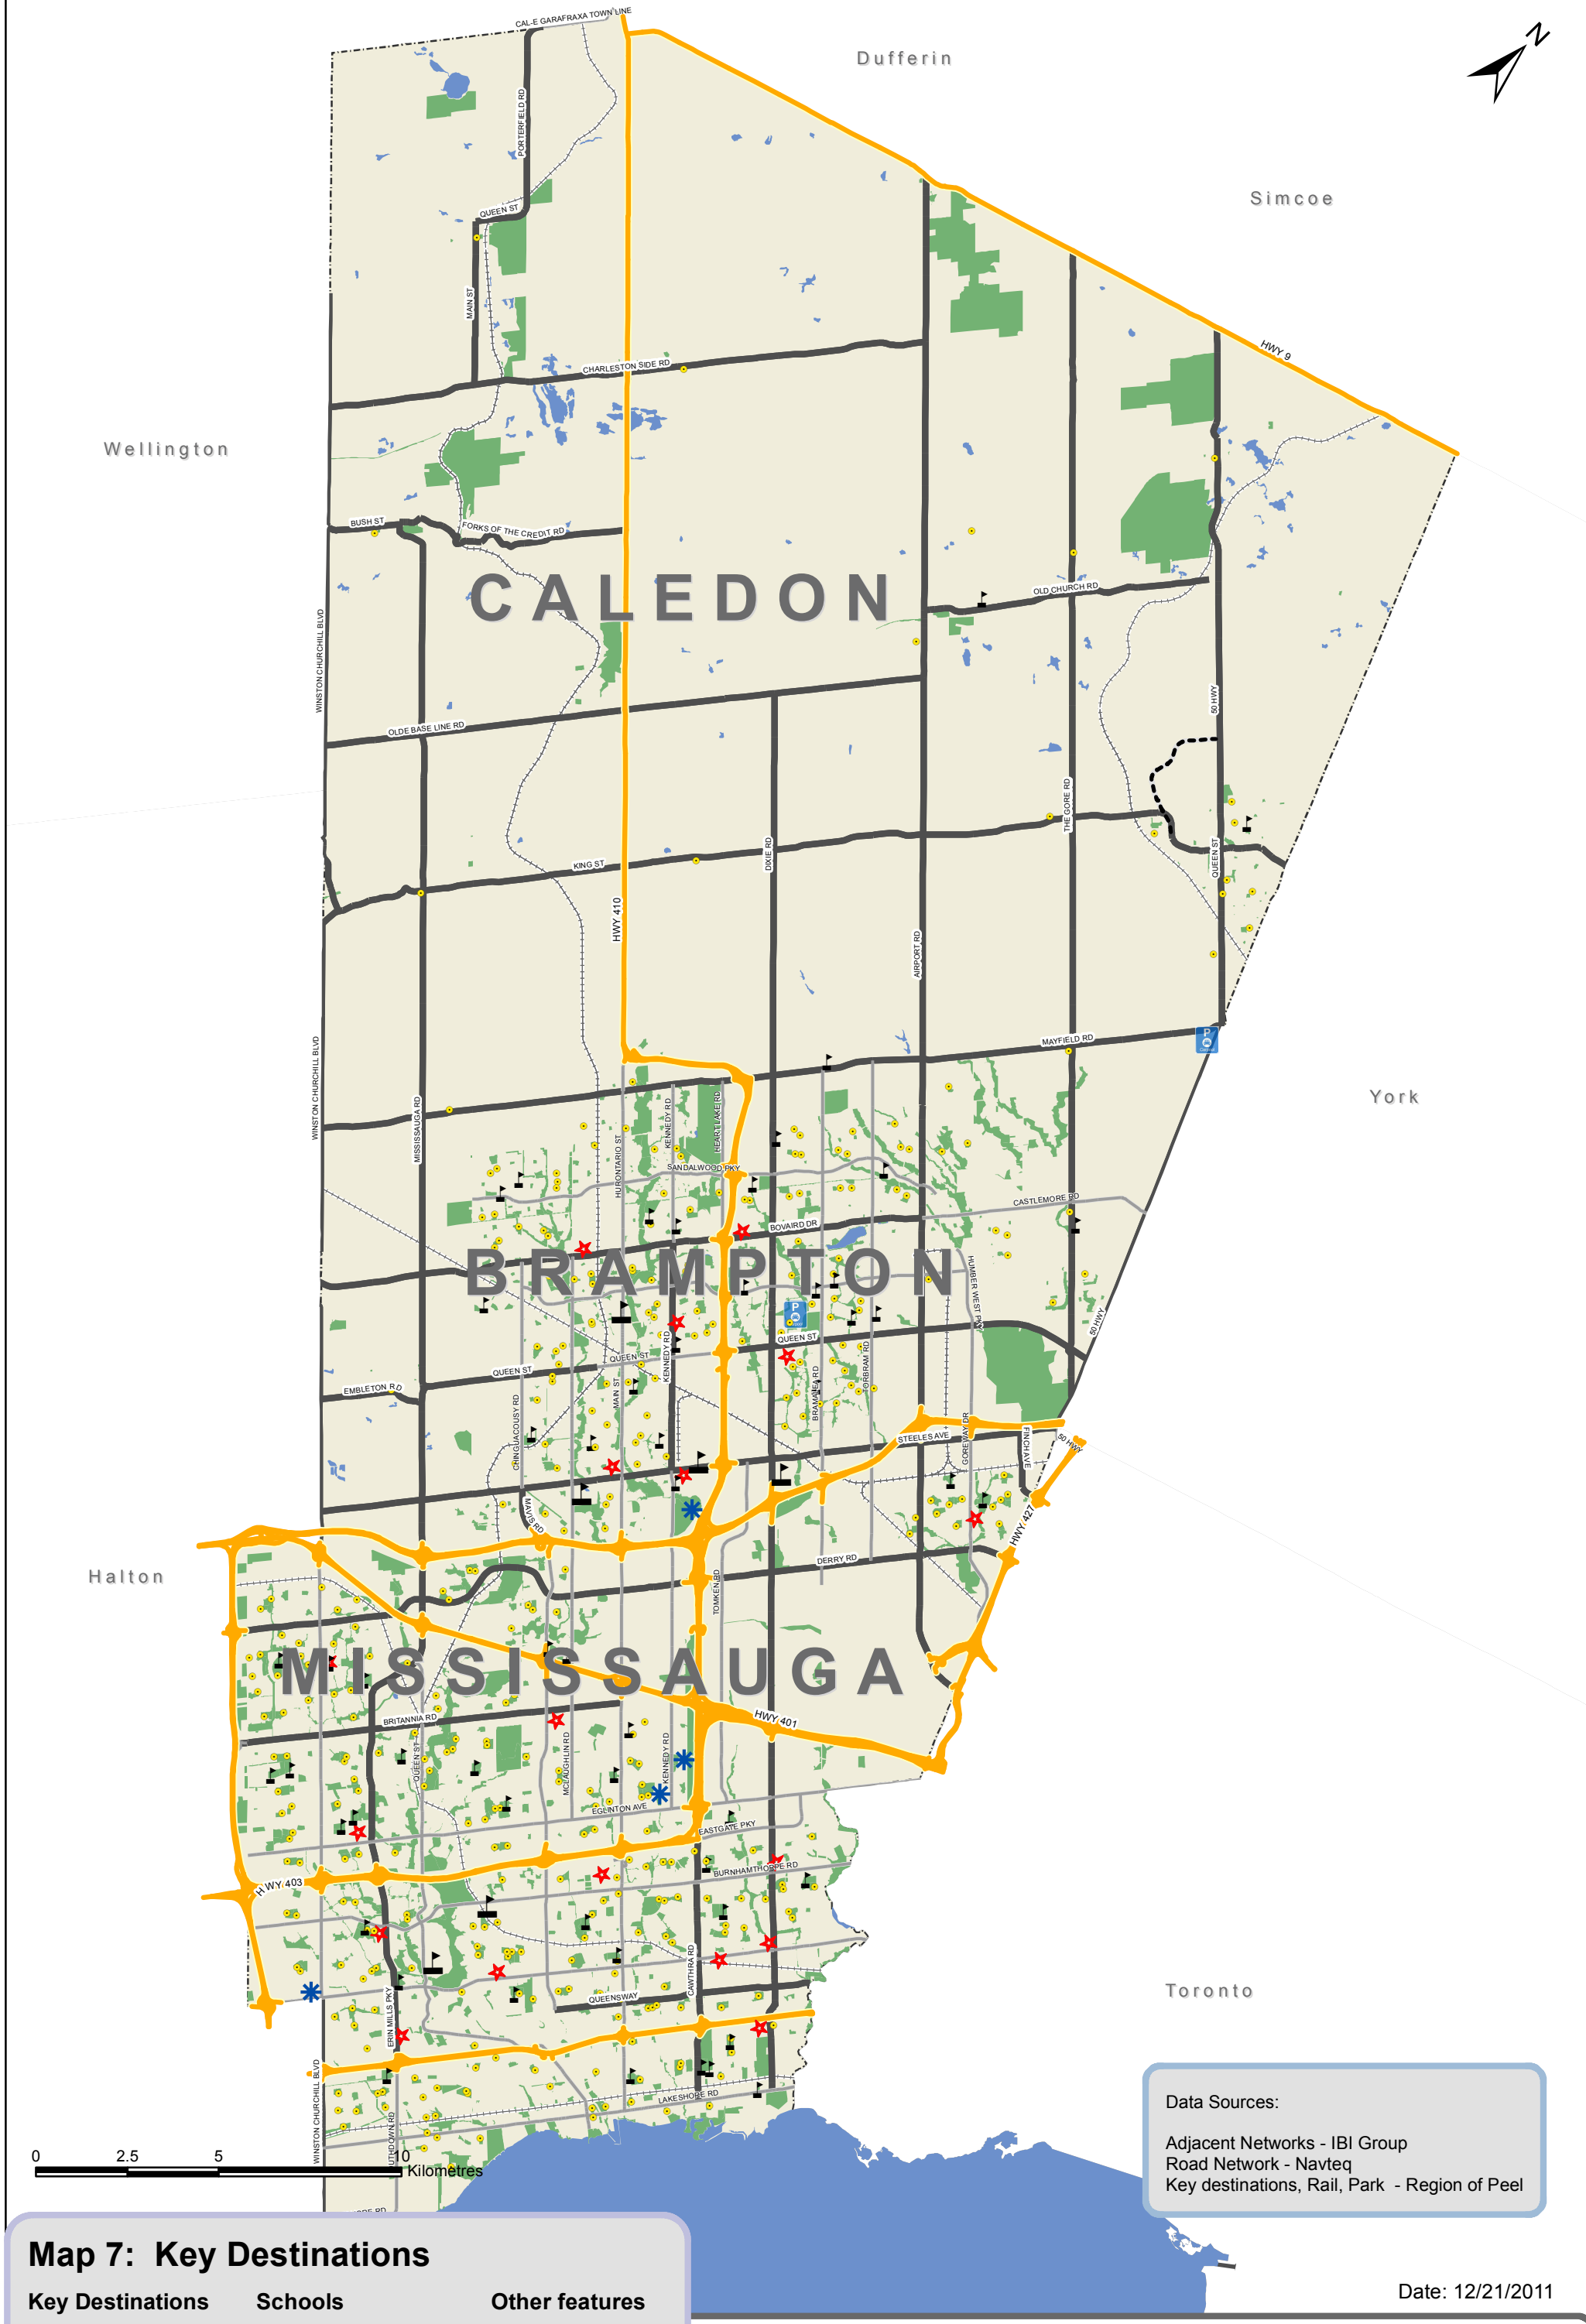 CAL-E GARAFRAXA TOWN LINE
Dufferin
N
PORTERFIELD RD
Simcoe
QUEEN ST
MAIN ST
HWY 9
CHARLESTON SIDE RD
Wellington
BUSH ST
FORKS OF THE CREDIT RD
CALEDON
OLD CHURCH RD
WINSTON CHURCHILL BLVD
50 HWY
OLDE BASE LINE RD
THE GORE RD
DIXIE RD
QUEEN ST
KING ST
HWY 410
AIRPORT RD
P
MAYFIELD RD
WINSTON CHURCHILL BLVD
MISSISSAUGA RD
York
KENNEDY RD
HEART LAKE RD
HURONTARIO ST
SANDALWOOD PKY
CASTLEMORE RD
BOVAIRD DR
BRAMPTON
HUMBER WEST PKY
P
50 HWY
QUEEN ST
KENNEDY RD
QUEEN ST
QUEEN ST
TORBRAM RD
EMBLETON RD
MAIN ST
BRAMALEA RD
CHINGUACOUSY RD
GOREWAY DR
FINCH AVE
STEELES AVE
50 HWY
MAVIS RD
HWY 427
DERRY RD
Halton
TOMKEN RD
MISSISSAUGA
HWY 401
BRITANNIA RD
QUEEN ST
MCLAUGHLIN RD
KENNEDY RD
EGLINTON AVE
EASTGATE PKY
BURNHAMTHORPE RD
HWY 403
CAWTHRA RD
QUEENSWAY
Toronto
ERIN MILLS PKY
WINSTON CHURCHILL BLVD
LAKESHORE RD
Data Sources:
Adjacent Networks - IBI Group
Road Network - Navteq
Key destinations, Rail, Park - Region of Peel
0 2.5 5 10
Kilometres
Map 7: Key Destinations
Key Destinations Schools Other features
Date: 12/21/2011